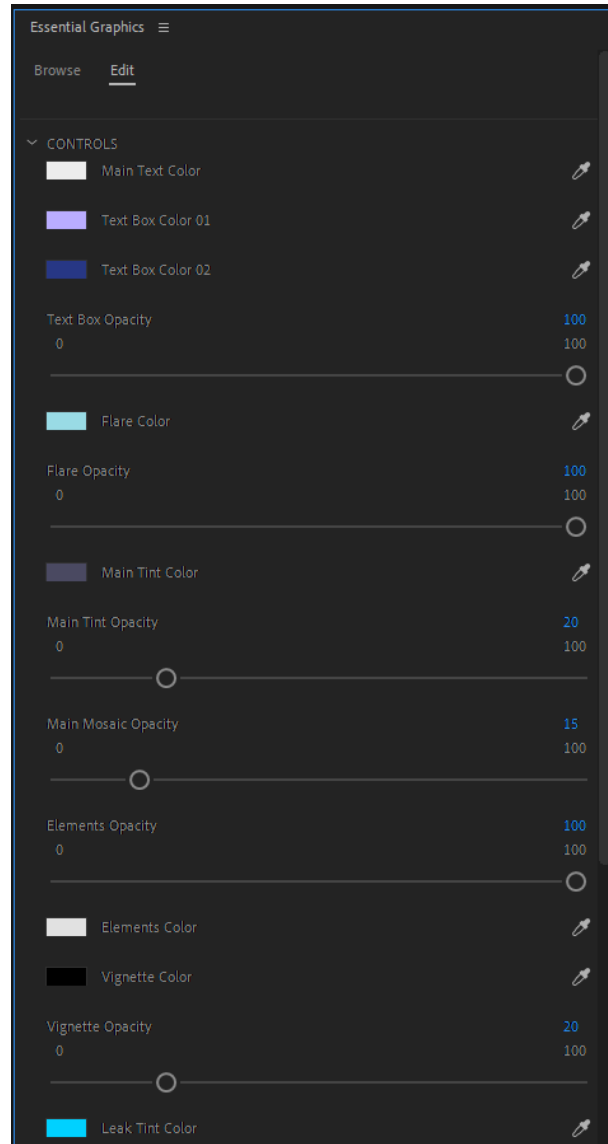 Essential Graphics
Browse Edit
CONTROLS
Main Text Color
Text Box Color 01
Text Box Color 02
Text Box Opacity 100
0 100
Flare Color
Flare Opacity 100
0 100
Main Tint Color
Main Tint Opacity 20
0 100
Main Mosaic Opacity 15
0 100
Elements Opacity 100
0 100
Elements Color
Vignette Color
Vignette Opacity 20
0 100
Leak Tint Color